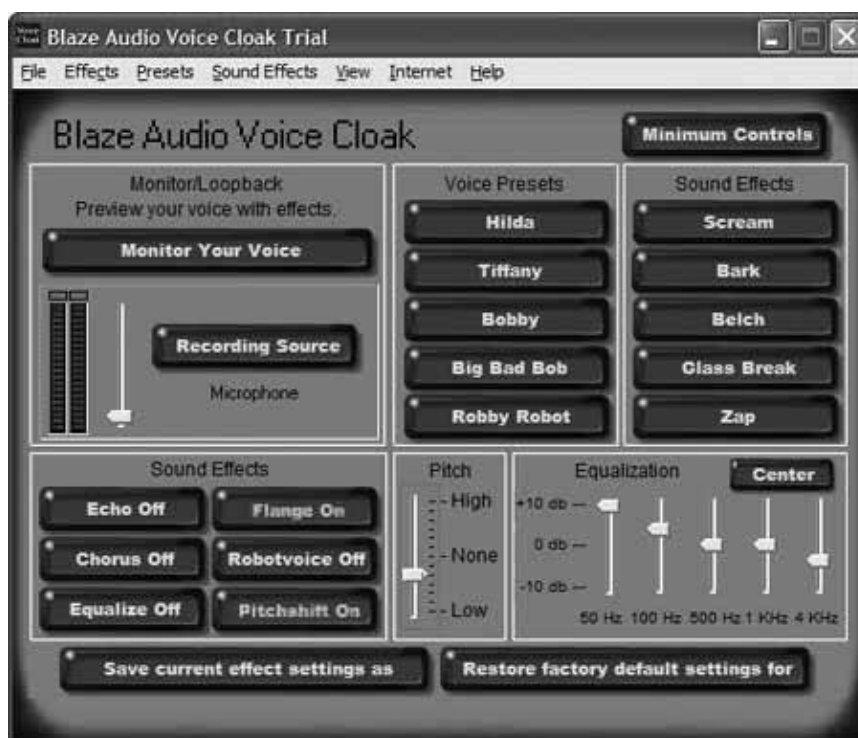 Blaze Audio Voice Cloak Trial
File Effects Presets Sound Effects View Internet Help
Blaze Audio Voice Cloak
Minimum Controls
Monitor/Loopback
Preview your voice with effects.
Monitor Your Voice
Recording Source
Microphone
Voice Presets
Hilda
Tiffany
Bobby
Big Bad Bob
Robby Robot
Sound Effects
Scream
Bark
Belch
Glass Break
Zap
Sound Effects
Echo Off Flange On
Chorus Off Robotvoice Off
Equalize Off Pitchshift On
Pitch
High
None
Low
Equalization
Center
+10 db
0 db
-10 db
50 Hz 100 Hz 500 Hz 1 KHz 4 KHz
Save current effect settings as
Restore factory default settings for